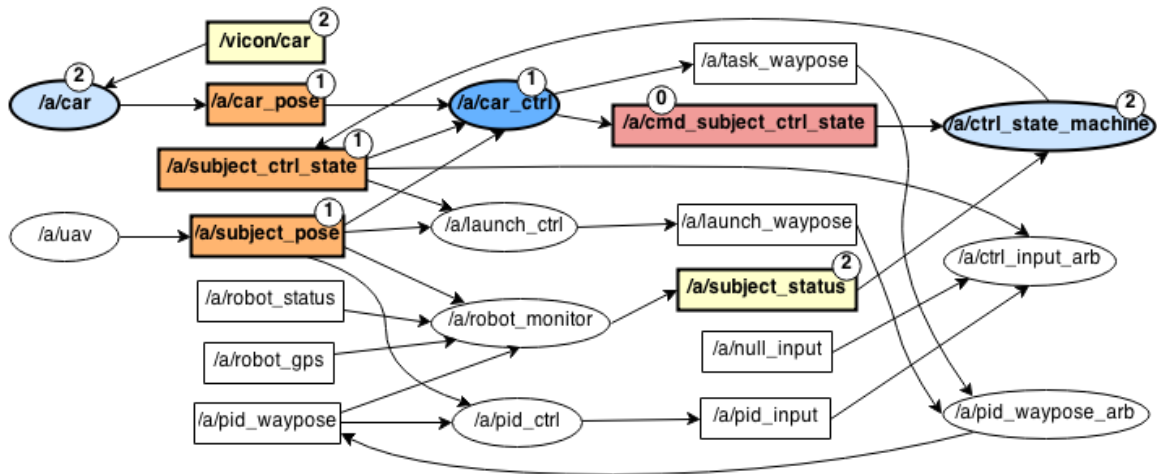 /vicon/car
2
/a/task_waypose
2
/a/car
1
/a/car_pose
1
/a/car_ctrl
0
/a/cmd_subject_ctrl_state
2
/a/ctrl_state_machine
1
/a/subject_ctrl_state
1
/a/uav
/a/subject_pose
/a/launch_ctrl
/a/launch_waypose
/a/ctrl_input_arb
2
/a/subject_status
/a/robot_status
/a/robot_monitor
/a/null_input
/a/robot_gps
/a/pid_waypose
/a/pid_ctrl
/a/pid_input
/a/pid_waypose_arb